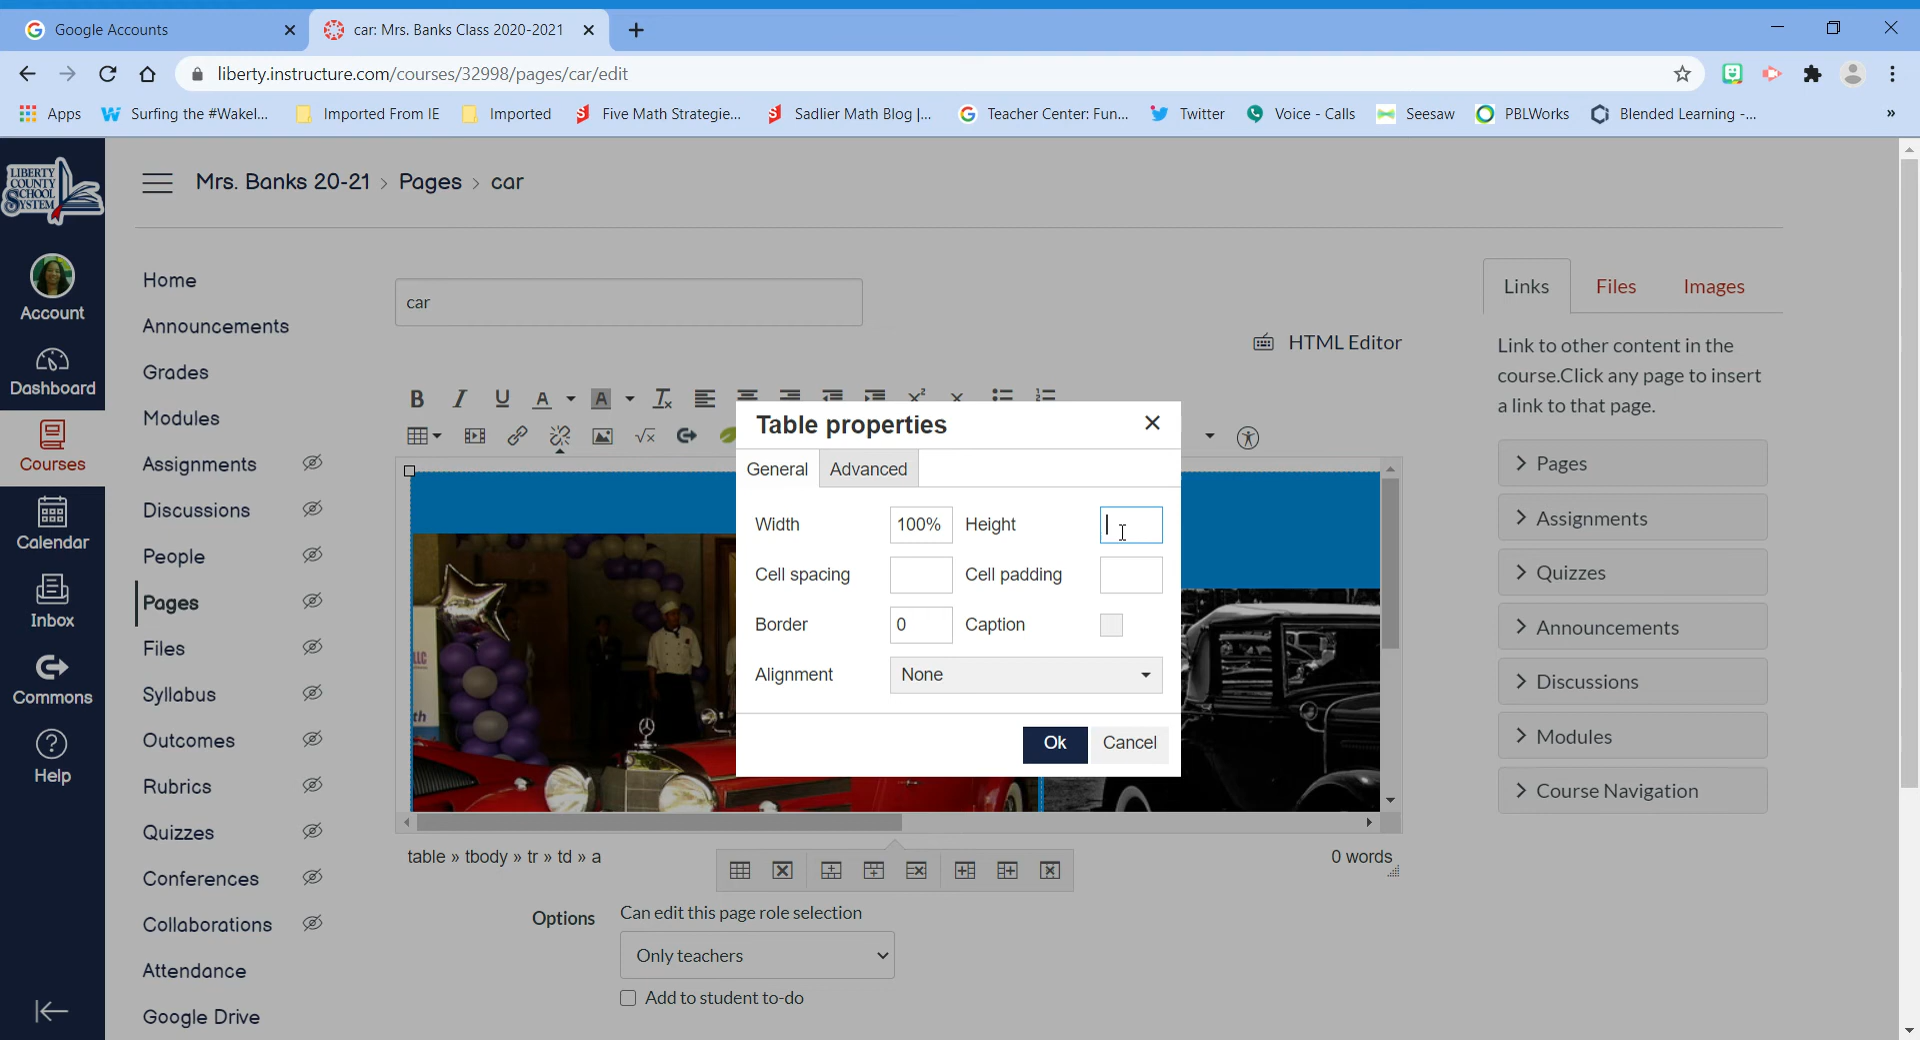 Google Accounts
car: Mrs. Banks Class 2020-2021
liberty.instructure.com/courses/32998/pages/car/edit
Apps
Surfing the #Wakel...
Imported From IE
Imported
Five Math Strategie...
Sadlier Math Blog |...
Teacher Center: Fun...
Twitter
Voice - Calls
Seesaw
PBLWorks
Blended Learning -...
»
LIBERTY
COUNTY
SCHOOL
SYSTEM
Mrs. Banks 20-21 > Pages > car
Account
Dashboard
Courses
Calendar
Inbox
Commons
Help
Home
Announcements
Grades
Modules
Assignments
Discussions
People
Pages
Files
Syllabus
Outcomes
Rubrics
Quizzes
Conferences
Collaborations
Attendance
Google Drive
car
HTML Editor
Table properties
General
Advanced
Width 100% Height
Cell spacing Cell padding
Border 0 Caption
Alignment None
Ok Cancel
LLC
th
table » tbody » tr » td » a
0 words
Options
Can edit this page role selection
Only teachers
Add to student to-do
Links Files Images
Link to other content in the
course.Click any page to insert
a link to that page.
Pages
Assignments
Quizzes
Announcements
Discussions
Modules
Course Navigation